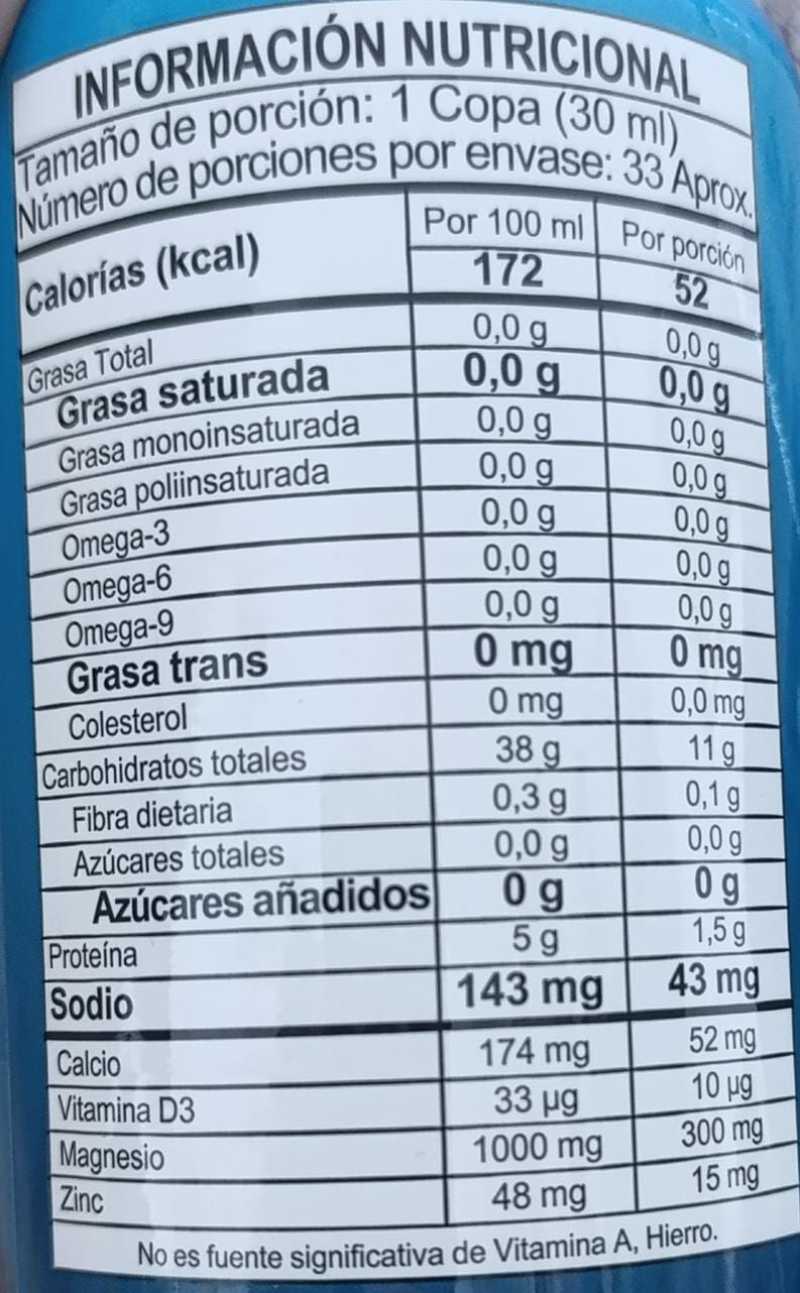 INFORMACIÓN NUTRICIONAL
Tamaño de porción: 1 Copa (30 ml)
Número de porciones por envase: 33 Aprox.
Calorías (kcal) Por 100 ml Por porción
172 52
Grasa Total 0,0 g 0,0 g
Grasa saturada 0,0 g 0,0 g
Grasa monoinsaturada 0,0 g 0,0 g
Grasa poliinsaturada 0,0 g 0,0 g
Omega-3 0,0 g 0,0 g
Omega-6 0,0 g 0,0 g
Omega-9 0,0 g 0,0 g
Grasa trans 0 mg 0 mg
Colesterol 0 mg 0,0 mg
Carbohidratos totales 38 g 11 g
Fibra dietaria 0,3 g 0,1 g
Azúcares totales 0,0 g 0,0 g
Azúcares añadidos 0 g 0 g
Proteína 5 g 1,5 g
Sodio 143 mg 43 mg
Calcio 174 mg 52 mg
Vitamina D3 33 µg 10 µg
Magnesio 1000 mg 300 mg
Zinc 48 mg 15 mg
No es fuente significativa de Vitamina A, Hierro.